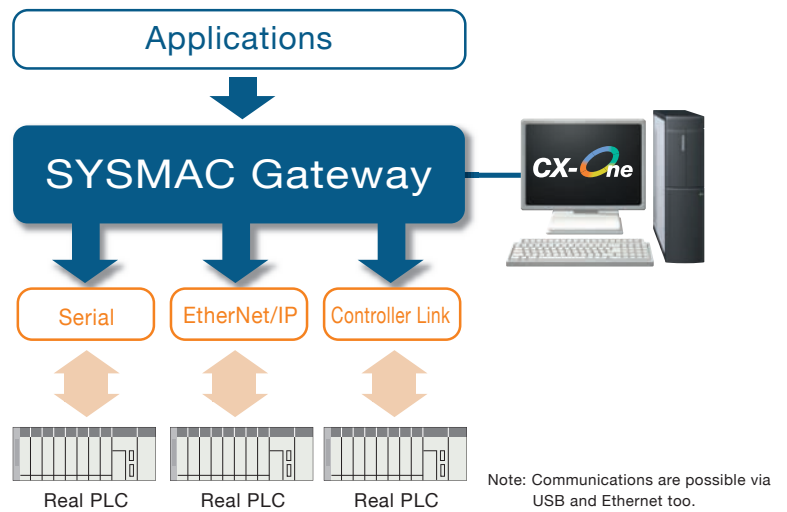 Applications
SYSMAC Gateway
CX-One
Serial
EtherNet/IP
Controller Link
Real PLC
Real PLC
Real PLC
Note: Communications are possible via
USB and Ethernet too.